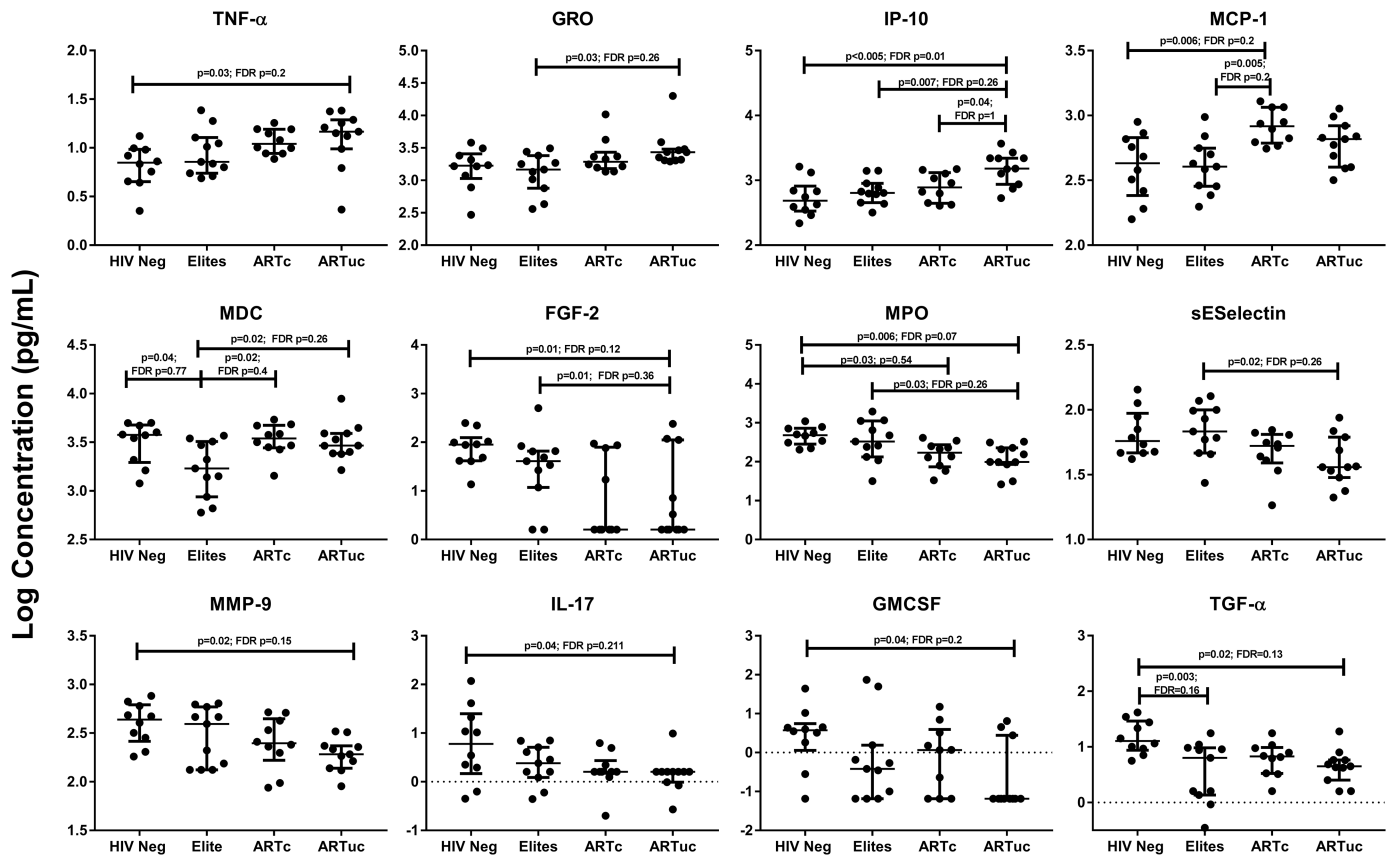 Log Concentration (pg/mL)
TNF-α
2.0
1.5
1.0
0.5
0.0
p=0.03; FDR p=0.2
HIV Neg Elites ARTc ARTuc
GRO
5.0
4.5
4.0
3.5
3.0
2.5
2.0
p=0.03; FDR p=0.26
HIV Neg Elites ARTc ARTuc
IP-10
5
4
3
2
p<0.005; FDR p=0.01
p=0.007; FDR p=0.26
p=0.04;
FDR p=1
HIV Neg Elites ARTc ARTuc
MCP-1
3.5
3.0
2.5
2.0
p=0.006; FDR p=0.2
p=0.005;
FDR p=0.2
HIV Neg Elites ARTc ARTuc
MDC
4.5
4.0
3.5
3.0
2.5
p=0.02; FDR p=0.26
p=0.04;
FDR p=0.77
p=0.02;
FDR p=0.4
HIV Neg Elites ARTc ARTuc
FGF-2
4
3
2
1
0
p=0.01; FDR p=0.12
p=0.01; FDR p=0.36
HIV Neg Elites ARTc ARTuc
MPO
5
4
3
2
1
0
p=0.006; FDR p=0.07
p=0.03; p=0.54
p=0.03; FDR p=0.26
HIV Neg Elite ARTc ARTuc
sESelectin
2.5
2.0
1.5
1.0
p=0.02; FDR p=0.26
HIV Neg Elites ARTc ARTuc
MMP-9
3.5
3.0
2.5
2.0
1.5
p=0.02; FDR p=0.15
HIV Neg Elite ARTc ARTuc
IL-17
3
2
1
0
-1
p=0.04; FDR p=0.211
HIV Neg Elites ARTc ARTuc
GMCSF
3
2
1
0
-1
-2
p=0.04; FDR p=0.2
HIV Neg Elites ARTc ARTuc
TGF-α
3
2
1
0
p=0.02; FDR=0.13
p=0.003;
FDR=0.16
HIV Neg Elites ARTc ARTuc